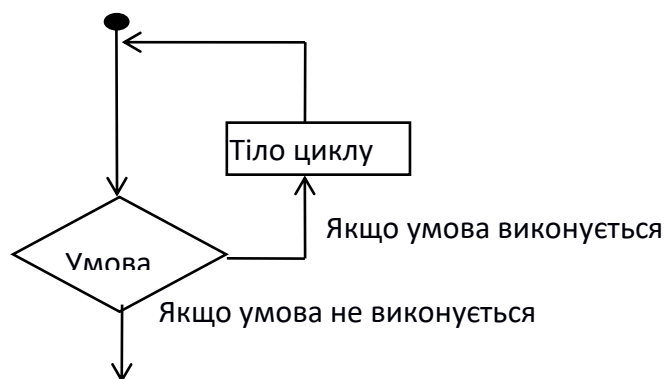 Тіло циклу
Якщо умова виконується
Умова
Якщо умова не виконується